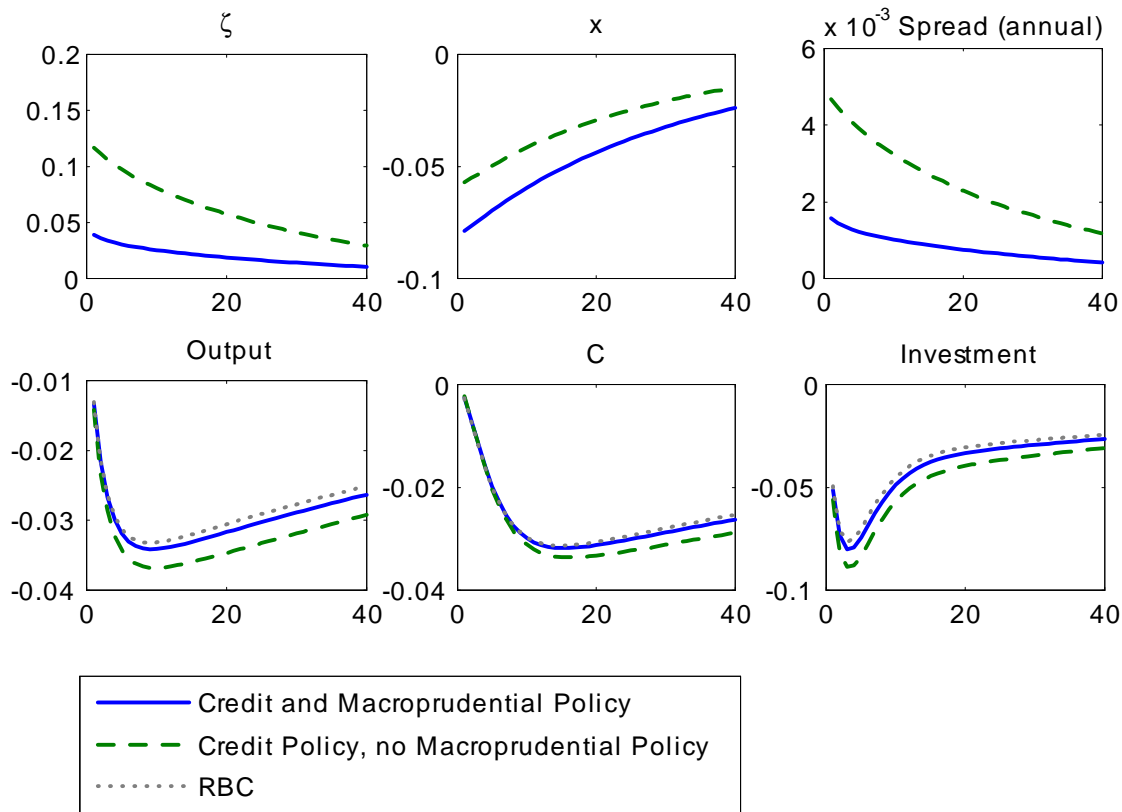 ζ
0.2
0.15
0.1
0.05
0
0 20 40
x
0
-0.05
-0.1
0 20 40
x 10^-3 Spread (annual)
6
4
2
0
0 20 40
Output
-0.01
-0.02
-0.03
-0.04
0 20 40
C
0
-0.02
-0.04
0 20 40
Investment
0
-0.05
-0.1
0 20 40
Credit and Macroprudential Policy
Credit Policy, no Macroprudential Policy
RBC